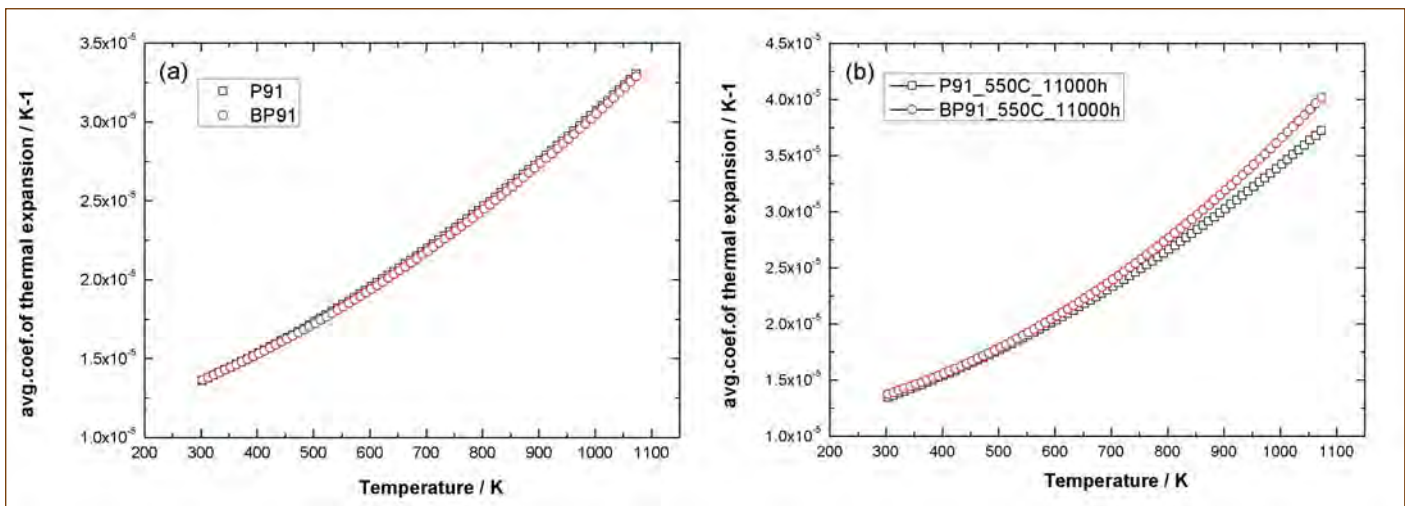 (a)
P91
BP91
avg.coef.of thermal expansion / K-1
3.5x10⁻⁵
3.0x10⁻⁵
2.5x10⁻⁵
2.0x10⁻⁵
1.5x10⁻⁵
1.0x10⁻⁵
200 300 400 500 600 700 800 900 1000 1100
Temperature / K
(b)
P91_550C_11000h
BP91_550C_11000h
avg.coef.of thermal expansion / K-1
4.5x10⁻⁵
4.0x10⁻⁵
3.5x10⁻⁵
3.0x10⁻⁵
2.5x10⁻⁵
2.0x10⁻⁵
1.5x10⁻⁵
1.0x10⁻⁵
200 300 400 500 600 700 800 900 1000 1100
Temperature / K